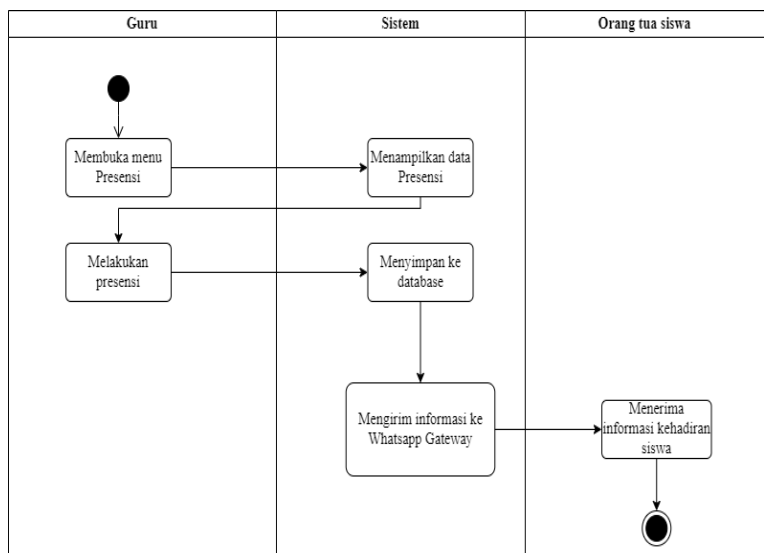 Guru
Sistem
Orang tua siswa
Membuka menu
Presensi
Menampilkan data
Presensi
Melakukan
presensi
Menyimpan ke
database
Mengirim informasi ke
Whatsapp Gateway
Menerima
informasi kehadiran
siswa